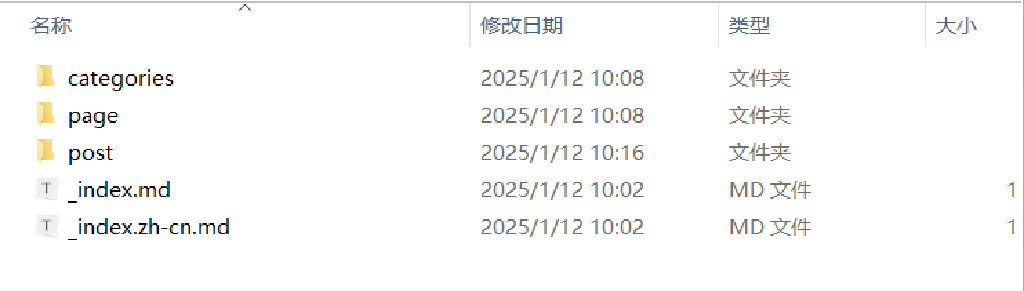 名称 修改日期 类型 大小
categories 2025/1/12 10:08 文件夹
page 2025/1/12 10:08 文件夹
post 2025/1/12 10:16 文件夹
T _index.md 2025/1/12 10:02 MD 文件 1
T _index.zh-cn.md 2025/1/12 10:02 MD 文件 1